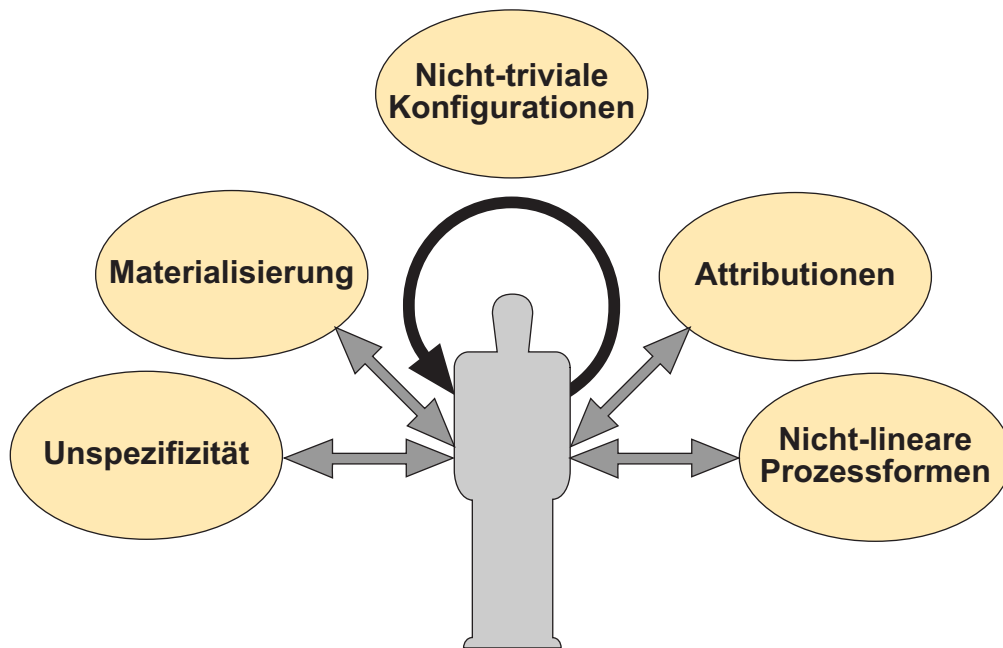 Nicht-triviale
Konfigurationen
Materialisierung
Attributionen
Unspezifizität
Nicht-lineare
Prozessformen